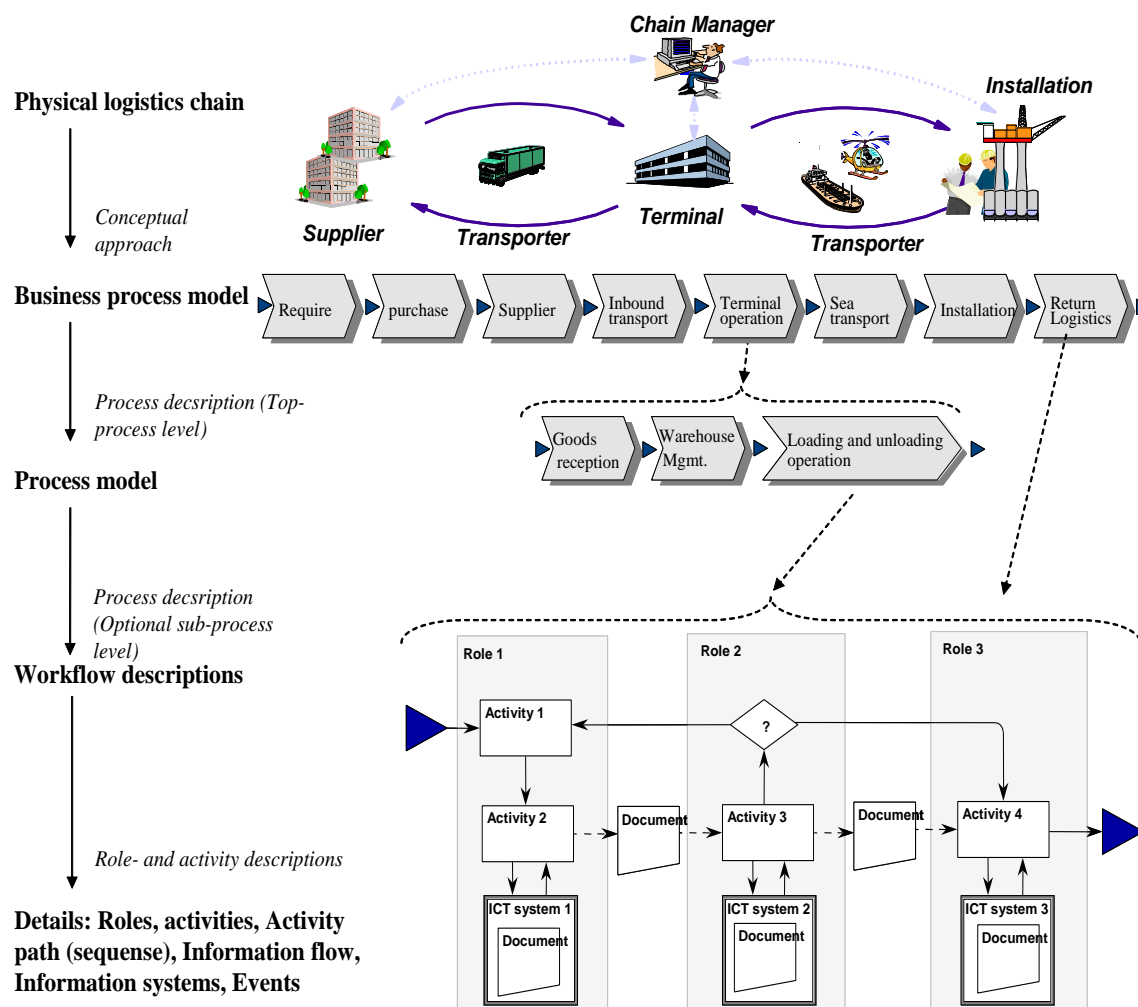 Chain Manager
Physical logistics chain
Installation
Conceptual
approach
Supplier
Transporter
Terminal
Transporter
Business process model
Require
purchase
Supplier
Inbound
transport
Terminal
operation
Sea
transport
Installation
Return
Logistics
Process decsription (Top-
process level)
Goods
reception
Warehouse
Mgmt.
Loading and unloading
operation
Process model
Process decsription
(Optional sub-process
level)
Workflow descriptions
Role 1
Role 2
Role 3
Activity 1
?
Activity 2
Document
Activity 3
Document
Activity 4
Role- and activity descriptions
ICT system 1
Document
ICT system 2
Document
ICT system 3
Document
Details: Roles, activities, Activity
path (sequense), Information flow,
Information systems, Events